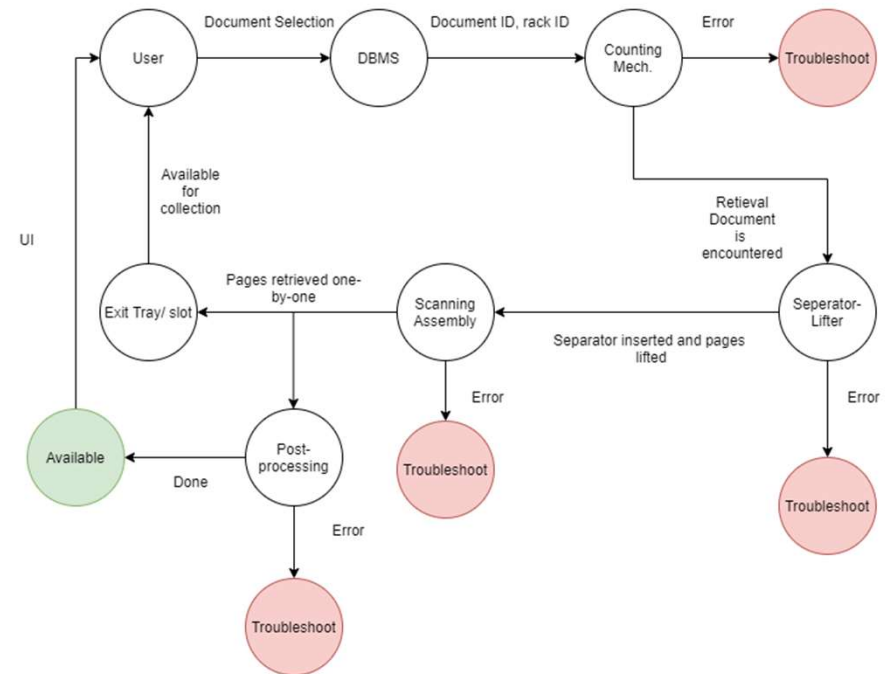 Document Selection
Document ID, rack ID
Error
User
DBMS
Counting
Mech.
Troubleshoot
Available
for
collection
Retieval
Document
is
encountered
UI
Pages retrieved one-
by-one
Exit Tray/ slot
Scanning
Assembly
Seperator-
Lifter
Separator inserted and pages
lifted
Error
Error
Available
Done
Post-
processing
Troubleshoot
Troubleshoot
Error
Troubleshoot